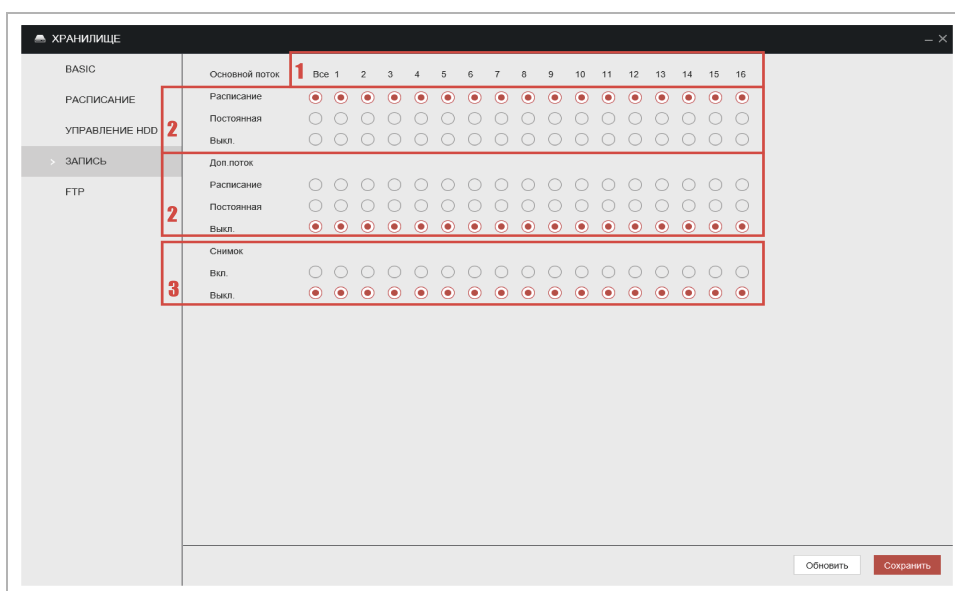 ХРАНИЛИЩЕ
BASIC
РАСПИСАНИЕ
УПРАВЛЕНИЕ HDD
ЗАПИСЬ
FTP
1
Основной поток Все 1 2 3 4 5 6 7 8 9 10 11 12 13 14 15 16
2
Расписание
Постоянная
Выкл.
2
Доп.поток
Расписание
Постоянная
Выкл.
3
Снимок
Вкл.
Выкл.
Обновить Сохранить